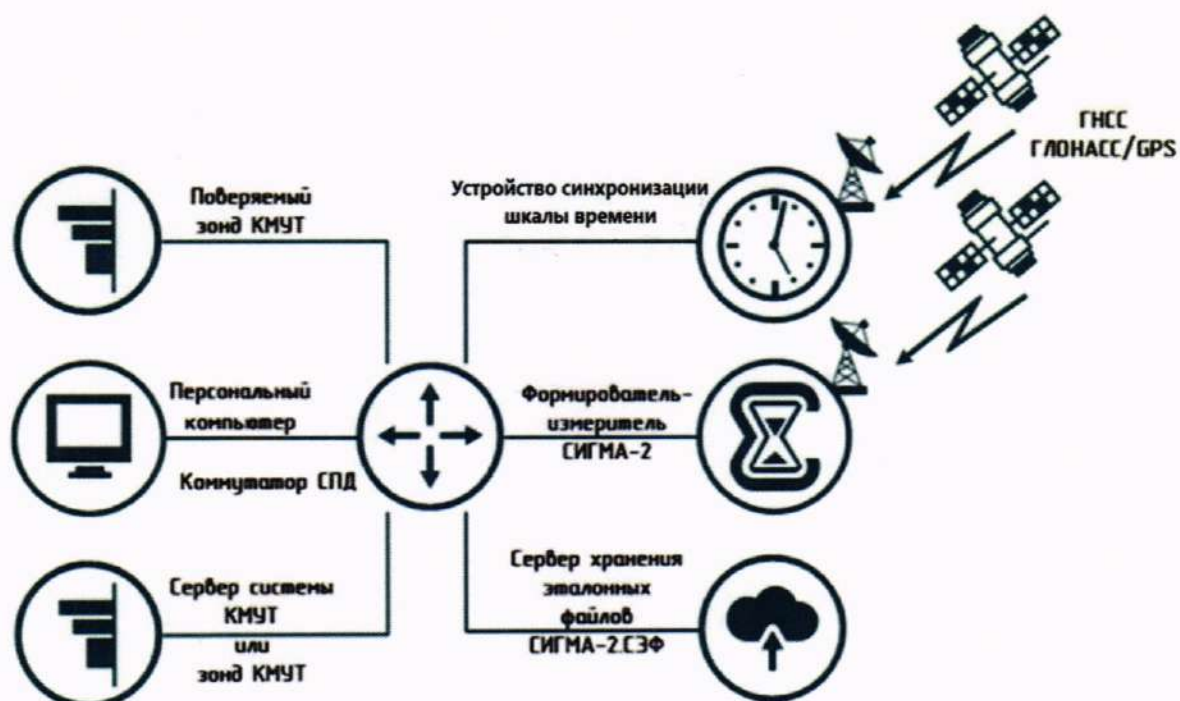 ГНСС
ГЛОНАСС/GPS
Поверяемый
зонд КМУТ
Устройство синхронизации
шкалы времени
Персональный
компьютер
Коммутатор СПД
Формирователь-
измеритель
СИГМА-2
Сервер системы
КМУТ
или
зонд КМУТ
Сервер хранения
эталонных
файлов
СИГМА-2.СЭФ